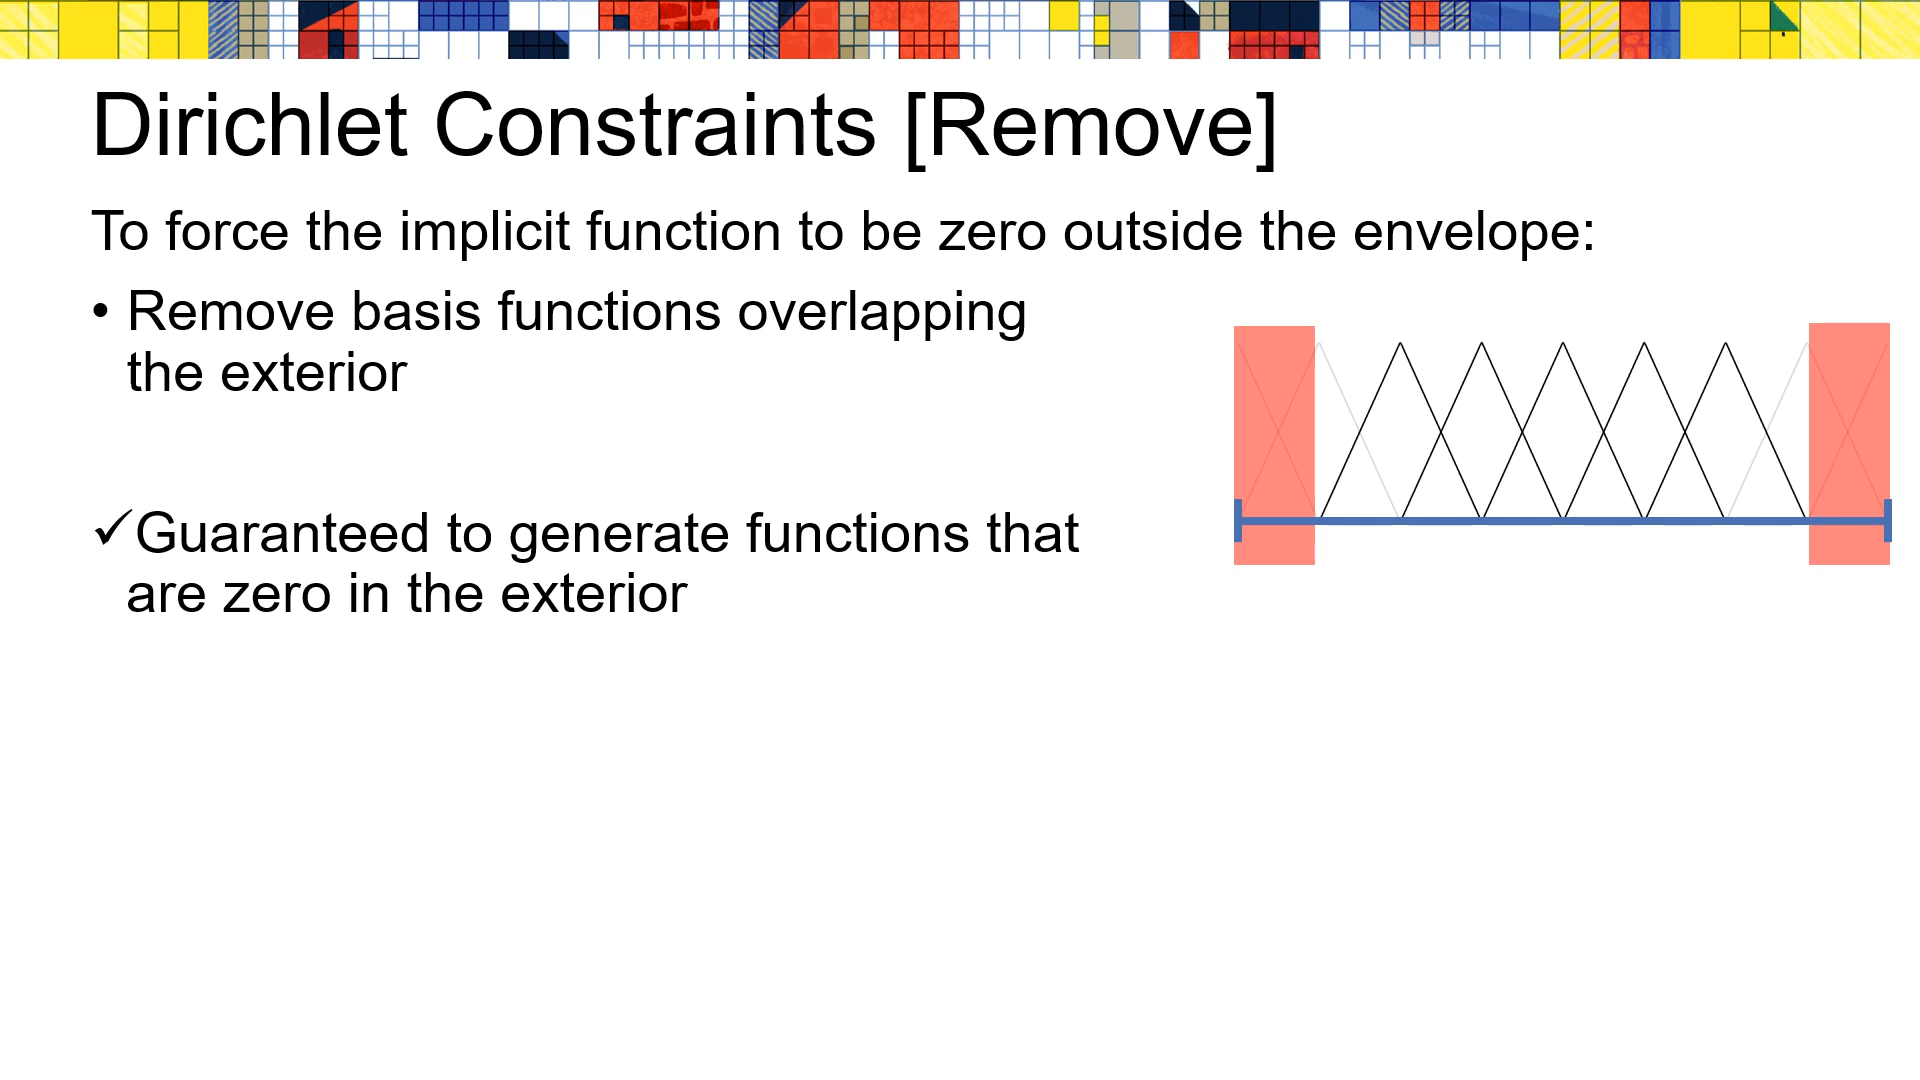 Dirichlet Constraints [Remove]
To force the implicit function to be zero outside the envelope:
• Remove basis functions overlapping
the exterior
✓Guaranteed to generate functions that
are zero in the exterior